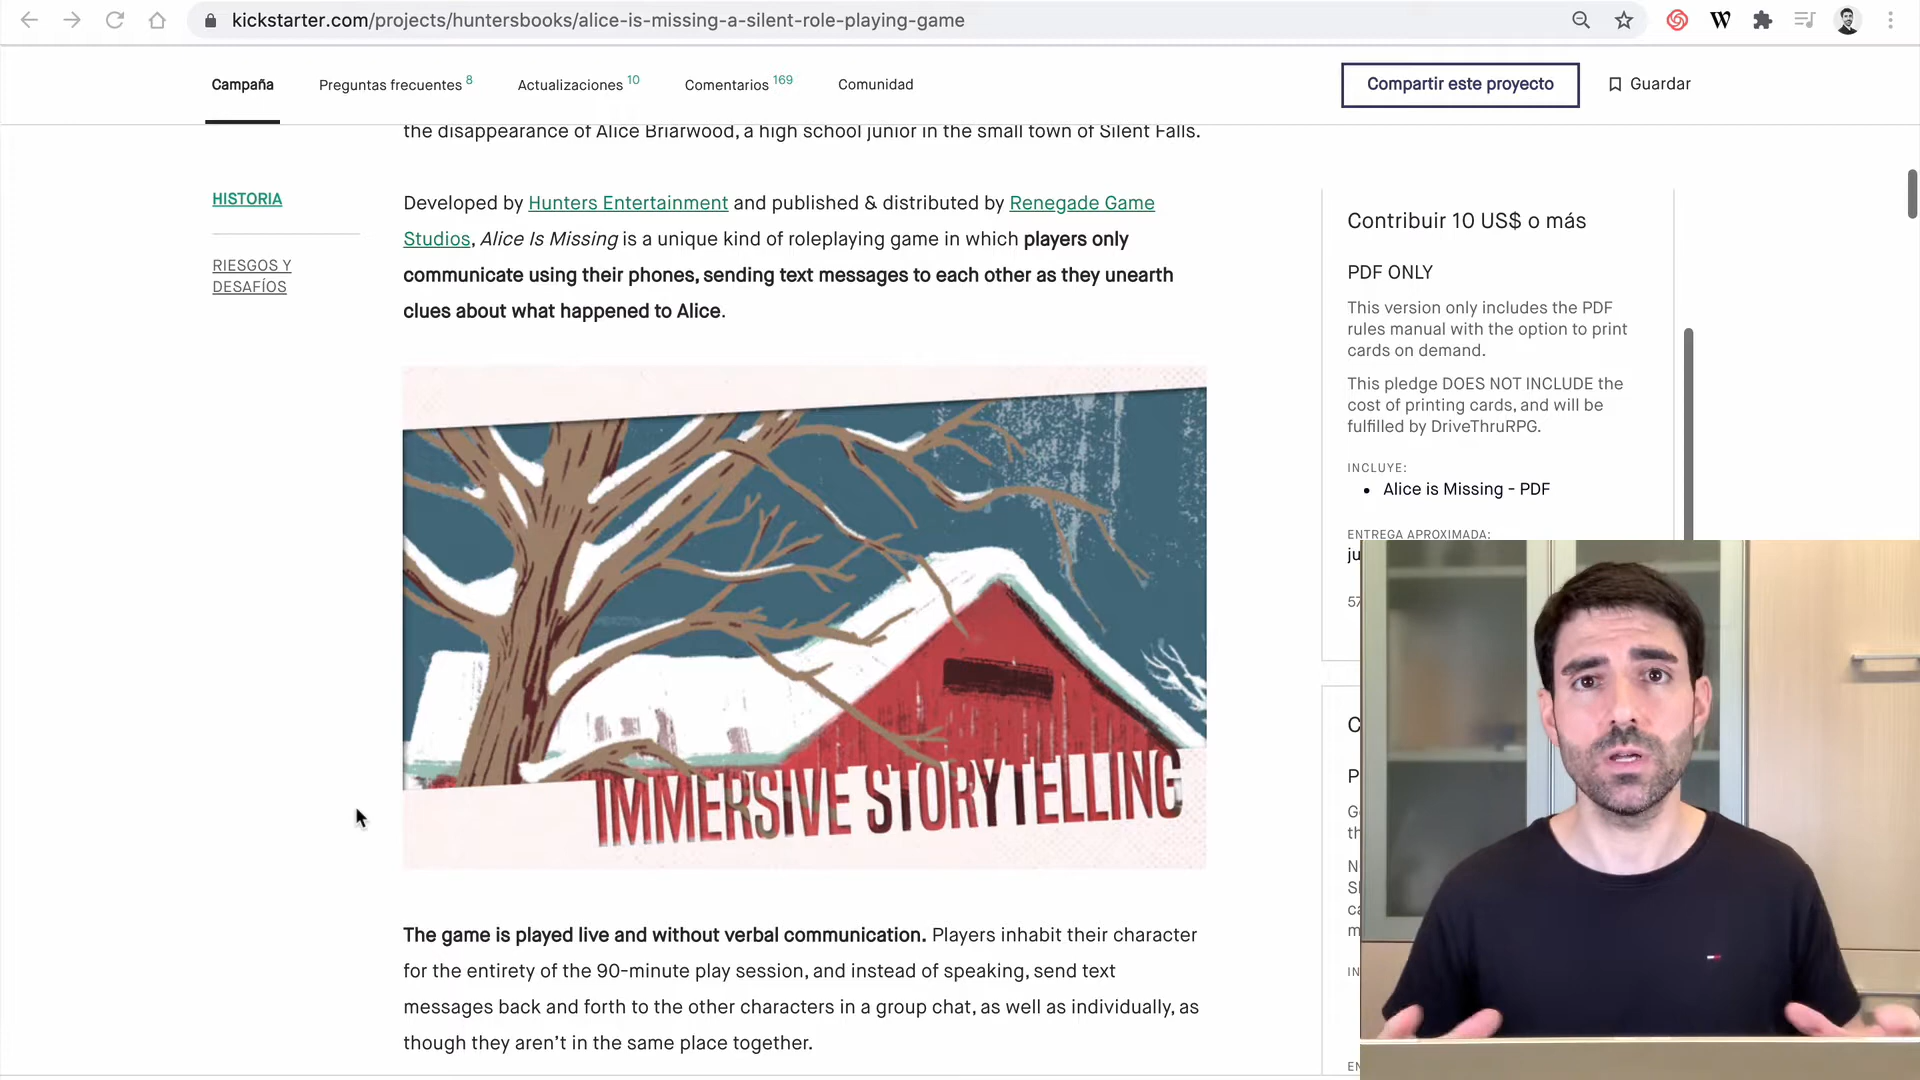 kickstarter.com/projects/huntersbooks/alice-is-missing-a-silent-role-playing-game
Campaña
Preguntas frecuentes 8
Actualizaciones 10
Comentarios 169
Comunidad
Compartir este proyecto
Guardar
the disappearance of Alice Briarwood, a high school junior in the small town of Silent Falls.
HISTORIA
RIESGOS Y
DESAFÍOS
Developed by Hunters Entertainment and published & distributed by Renegade Game
Studios, Alice Is Missing is a unique kind of roleplaying game in which players only
communicate using their phones, sending text messages to each other as they unearth
clues about what happened to Alice.
IMMERSIVE STORYTELLING
The game is played live and without verbal communication. Players inhabit their character
for the entirety of the 90-minute play session, and instead of speaking, send text
messages back and forth to the other characters in a group chat, as well as individually, as
though they aren't in the same place together.
Contribuir 10 US$ o más
PDF ONLY
This version only includes the PDF
rules manual with the option to print
cards on demand.
This pledge DOES NOT INCLUDE the
cost of printing cards, and will be
fulfilled by DriveThruRPG.
INCLUYE:
• Alice is Missing - PDF
ENTREGA APROXIMADA: